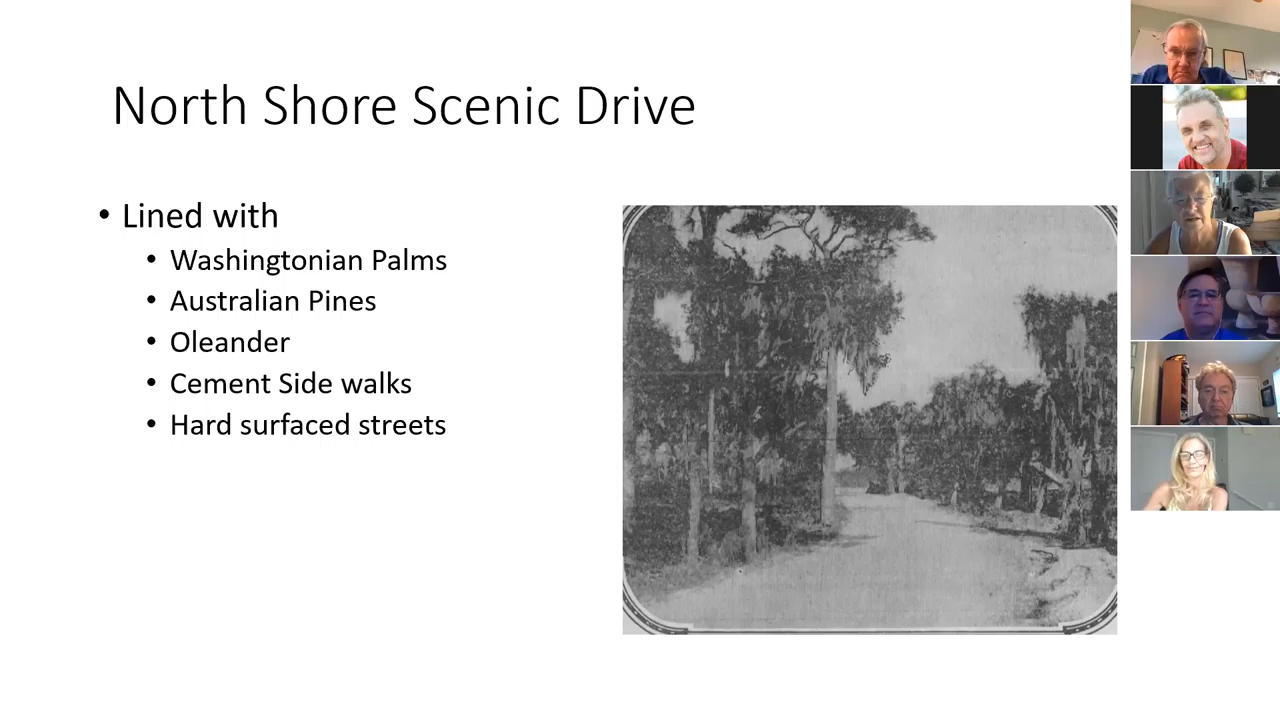 North Shore Scenic Drive
• Lined with
• Washingtonian Palms
• Australian Pines
• Oleander
• Cement Side walks
• Hard surfaced streets